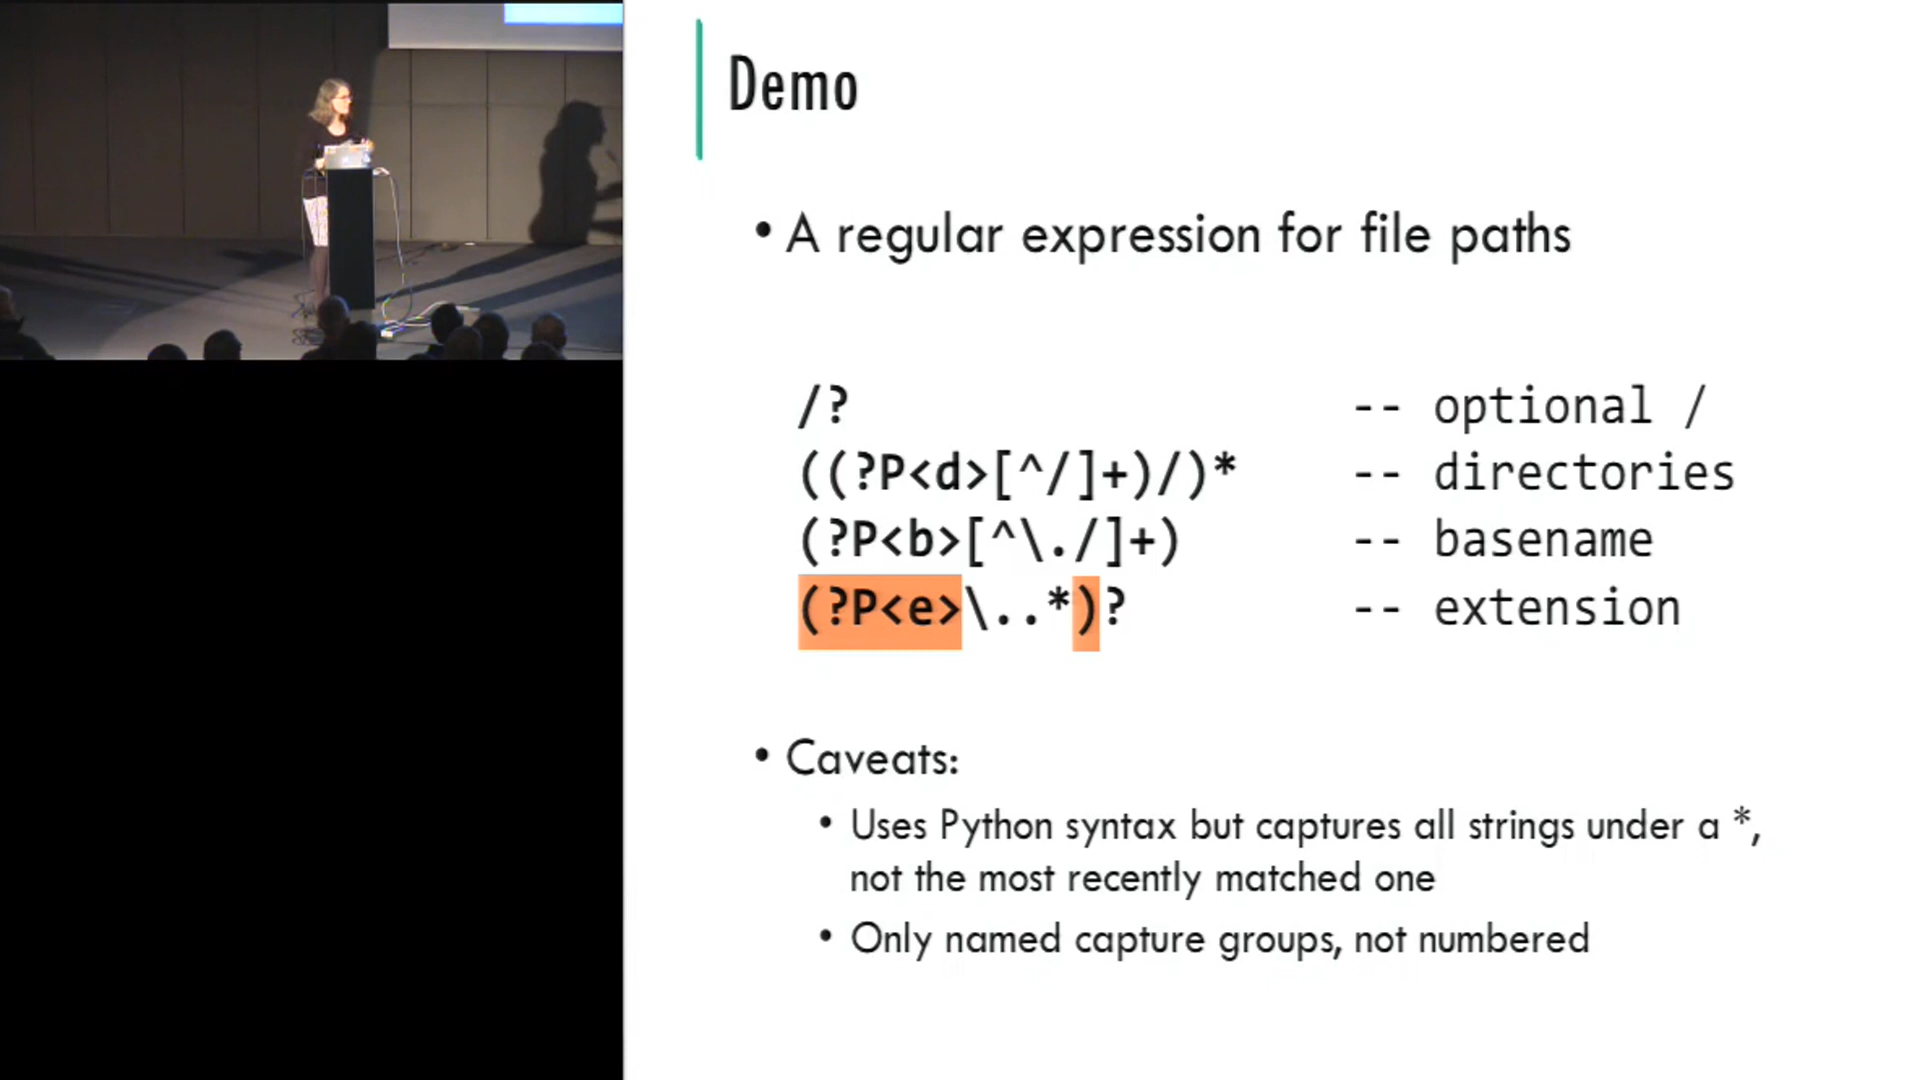 Demo
• A regular expression for file paths
/? -- optional /
((?P<d>[^/]+)/)* -- directories
(?P<b>[^\./]+) -- basename
(?P<e>\..*)? -- extension
• Caveats:
• Uses Python syntax but captures all strings under a *,
not the most recently matched one
• Only named capture groups, not numbered